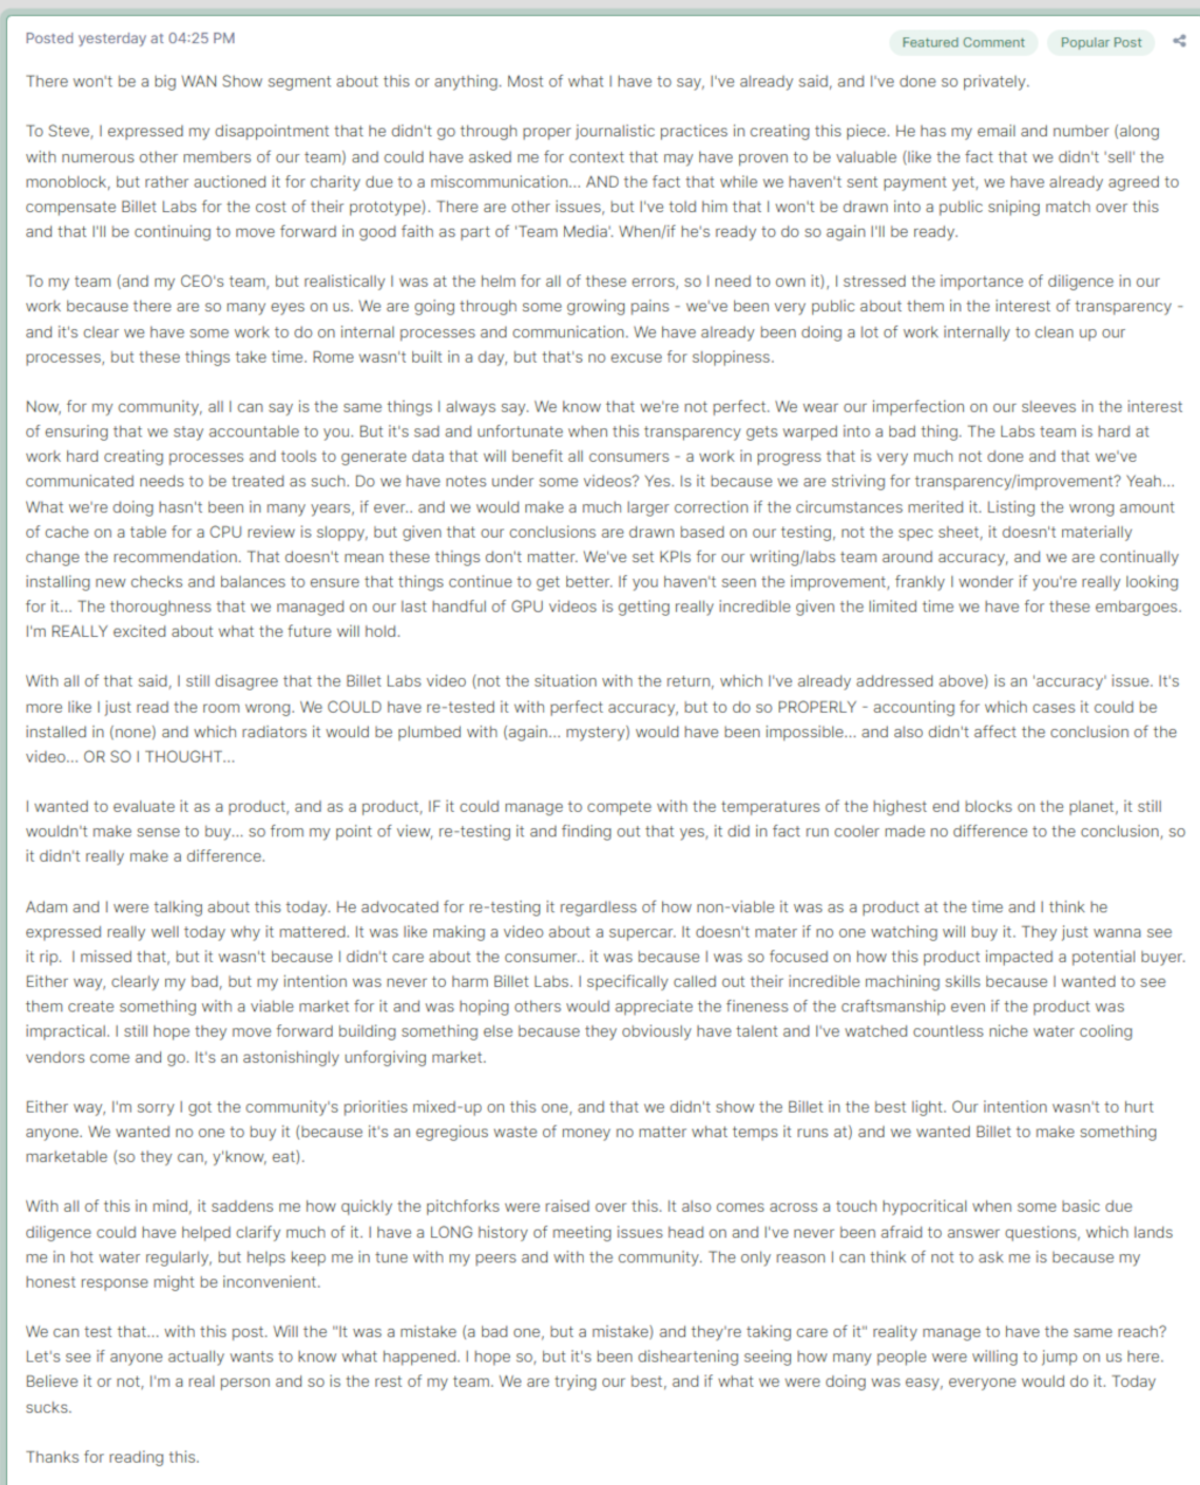 Posted yesterday at 04:25 PM
Featured Comment
Popular Post
There won't be a big WAN Show segment about this or anything. Most of what I have to say, I've already said, and I've done so privately.
To Steve, I expressed my disappointment that he didn't go through proper journalistic practices in creating this piece. He has my email and number (along
with numerous other members of our team) and could have asked me for context that may have proven to be valuable (like the fact that we didn't 'sell' the
monoblock, but rather auctioned it for charity due to a miscommunication... AND the fact that while we haven't sent payment yet, we have already agreed to
compensate Billet Labs for the cost of their prototype). There are other issues, but I've told him that I won't be drawn into a public sniping match over this
and that I'll be continuing to move forward in good faith as part of 'Team Media'. When/if he's ready to do so again I'll be ready.
To my team (and my CEO's team, but realistically I was at the helm for all of these errors, so I need to own it), I stressed the importance of diligence in our
work because there are so many eyes on us. We are going through some growing pains - we've been very public about them in the interest of transparency -
and it's clear we have some work to do on internal processes and communication. We have already been doing a lot of work internally to clean up our
processes, but these things take time. Rome wasn't built in a day, but that's no excuse for sloppiness.
Now, for my community, all I can say is the same things I always say. We know that we're not perfect. We wear our imperfection on our sleeves in the interest
of ensuring that we stay accountable to you. But it's sad and unfortunate when this transparency gets warped into a bad thing. The Labs team is hard at
work hard creating processes and tools to generate data that will benefit all consumers - a work in progress that is very much not done and that we've
communicated needs to be treated as such. Do we have notes under some videos? Yes. Is it because we are striving for transparency/improvement? Yeah...
What we're doing hasn't been in many years, if ever.. and we would make a much larger correction if the circumstances merited it. Listing the wrong amount
of cache on a table for a CPU review is sloppy, but given that our conclusions are drawn based on our testing, not the spec sheet, it doesn't materially
change the recommendation. That doesn't mean these things don't matter. We've set KPIs for our writing/labs team around accuracy, and we are continually
installing new checks and balances to ensure that things continue to get better. If you haven't seen the improvement, frankly I wonder if you're really looking
for it... The thoroughness that we managed on our last handful of GPU videos is getting really incredible given the limited time we have for these embargoes.
I'm REALLY excited about what the future will hold.
With all of that said, I still disagree that the Billet Labs video (not the situation with the return, which I've already addressed above) is an 'accuracy' issue. It's
more like I just read the room wrong. We COULD have re-tested it with perfect accuracy, but to do so PROPERLY - accounting for which cases it could be
installed in (none) and which radiators it would be plumbed with (again... mystery) would have been impossible... and also didn't affect the conclusion of the
video... OR SO I THOUGHT...
I wanted to evaluate it as a product, and as a product, IF it could manage to compete with the temperatures of the highest end blocks on the planet, it still
wouldn't make sense to buy... so from my point of view, re-testing it and finding out that yes, it did in fact run cooler made no difference to the conclusion, so
it didn't really make a difference.
Adam and I were talking about this today. He advocated for re-testing it regardless of how non-viable it was as a product at the time and I think he
expressed really well today why it mattered. It was like making a video about a supercar. It doesn't mater if no one watching will buy it. They just wanna see
it rip. I missed that, but it wasn't because I didn't care about the consumer.. it was because I was so focused on how this product impacted a potential buyer.
Either way, clearly my bad, but my intention was never to harm Billet Labs. I specifically called out their incredible machining skills because I wanted to see
them create something with a viable market for it and was hoping others would appreciate the fineness of the craftsmanship even if the product was
impractical. I still hope they move forward building something else because they obviously have talent and I've watched countless niche water cooling
vendors come and go. It's an astonishingly unforgiving market.
Either way, I'm sorry I got the community's priorities mixed-up on this one, and that we didn't show the Billet in the best light. Our intention wasn't to hurt
anyone. We wanted no one to buy it (because it's an egregious waste of money no matter what temps it runs at) and we wanted Billet to make something
marketable (so they can, y'know, eat).
With all of this in mind, it saddens me how quickly the pitchforks were raised over this. It also comes across a touch hypocritical when some basic due
diligence could have helped clarify much of it. I have a LONG history of meeting issues head on and I've never been afraid to answer questions, which lands
me in hot water regularly, but helps keep me in tune with my peers and with the community. The only reason I can think of not to ask me is because my
honest response might be inconvenient.
We can test that... with this post. Will the "It was a mistake (a bad one, but a mistake) and they're taking care of it" reality manage to have the same reach?
Let's see if anyone actually wants to know what happened. I hope so, but it's been disheartening seeing how many people were willing to jump on us here.
Believe it or not, I'm a real person and so is the rest of my team. We are trying our best, and if what we were doing was easy, everyone would do it. Today
sucks.
Thanks for reading this.